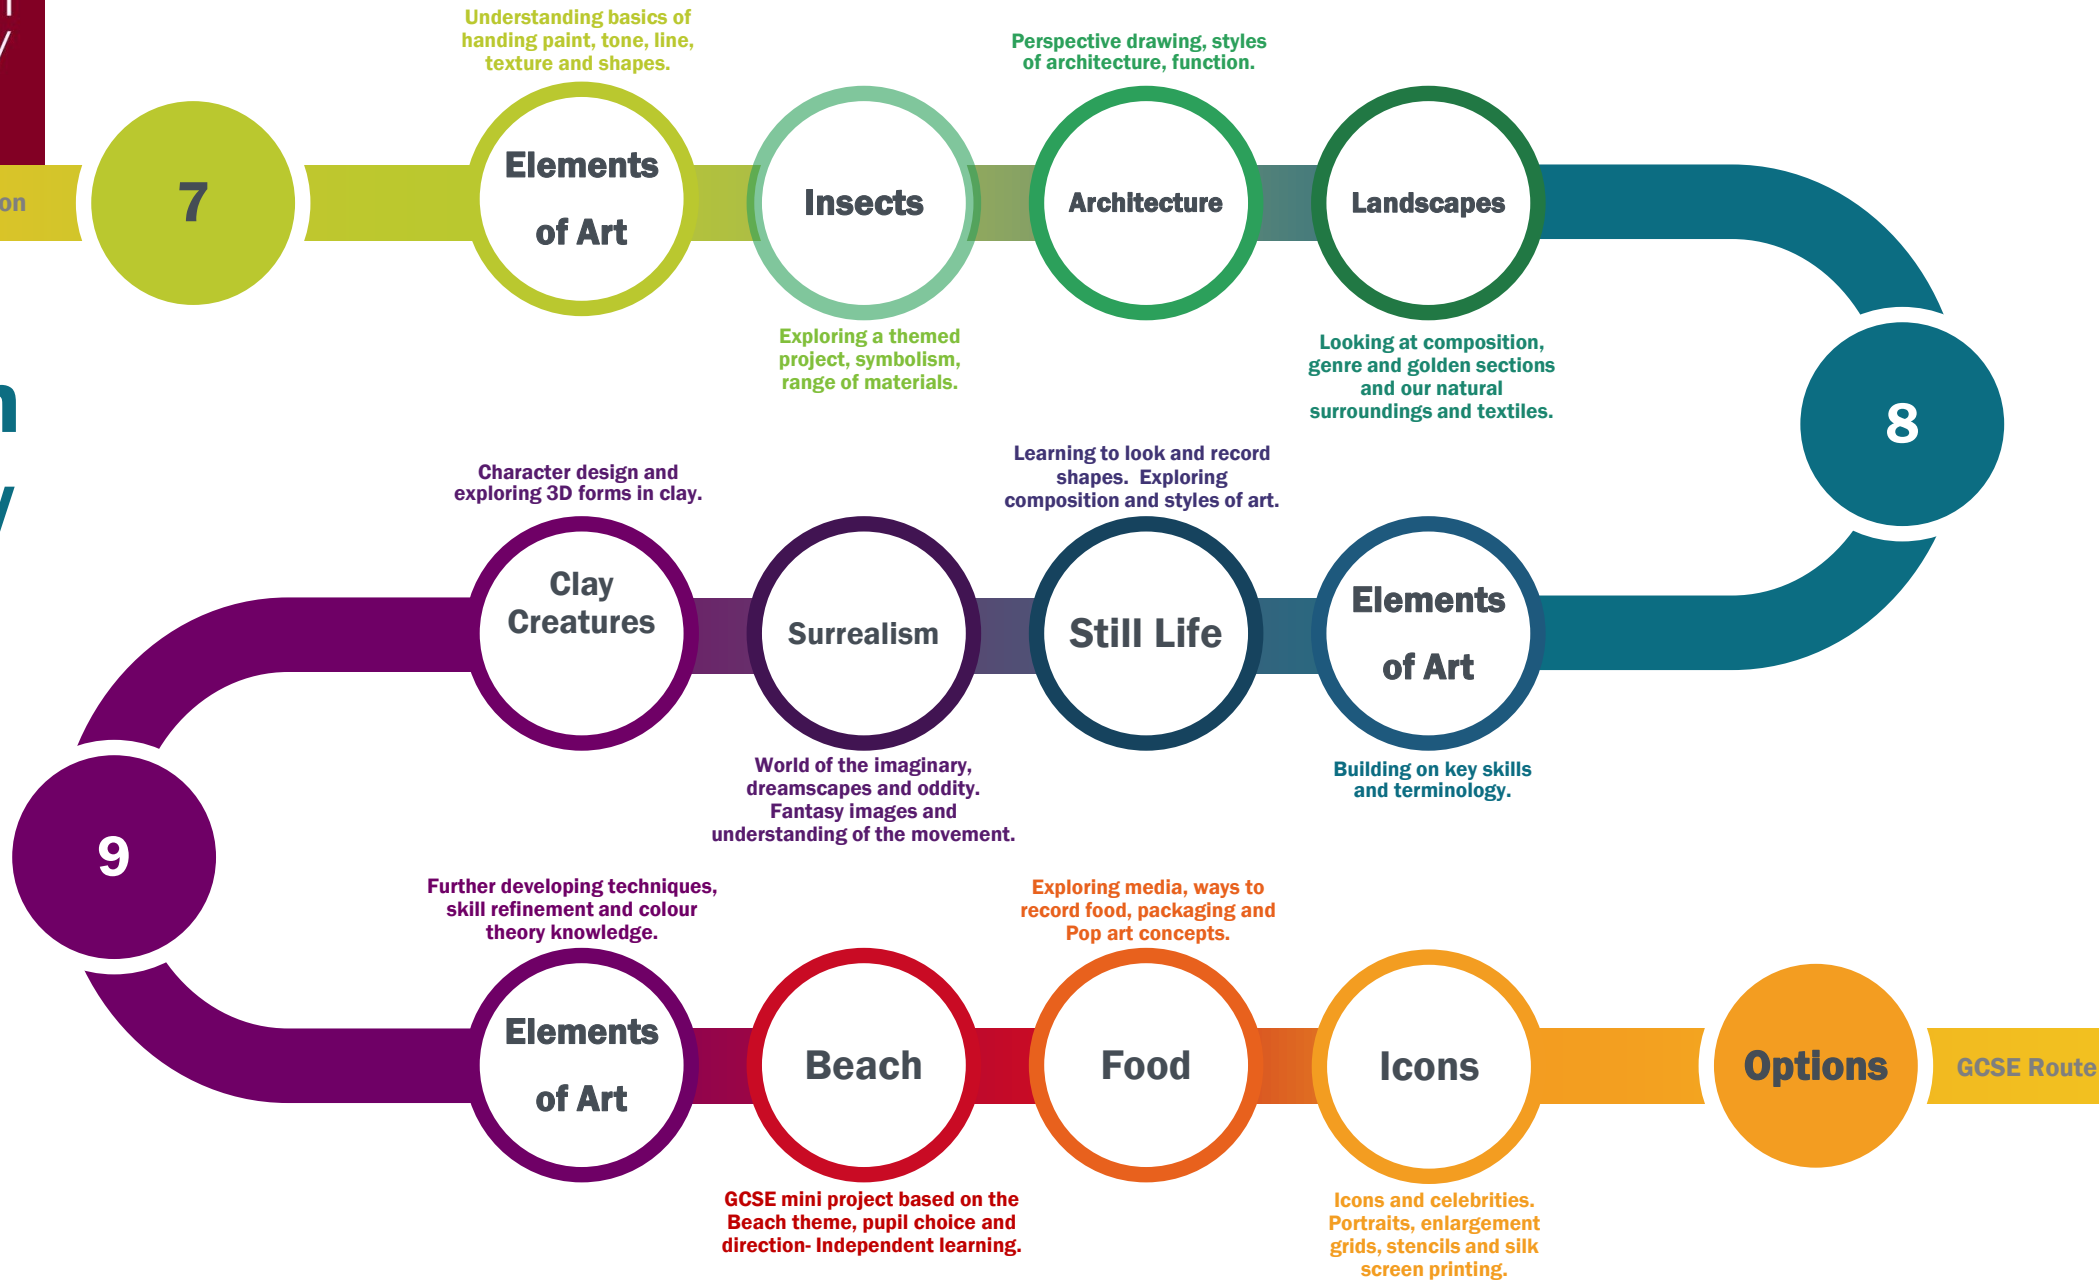 Understanding basics of
handing paint, tone, line,
texture and shapes.
Perspective drawing, styles
of architecture, function.
on
7
Elements
of Art
Insects
Architecture
Landscapes
Exploring a themed
project, symbolism,
range of materials.
Looking at composition,
genre and golden sections
and our natural
surroundings and textiles.
8
n
y
Character design and
exploring 3D forms in clay.
Learning to look and record
shapes.  Exploring
composition and styles of art.
Clay
Creatures
Surrealism
Still Life
Elements
of Art
World of the imaginary,
dreamscapes and oddity.
Fantasy images and
understanding of the movement.
Building on key skills
and terminology.
9
Further developing techniques,
skill refinement and colour
theory knowledge.
Exploring media, ways to
record food, packaging and
Pop art concepts.
Elements
of Art
Beach
Food
Icons
Options
GCSE Route
GCSE mini project based on the
Beach theme, pupil choice and
direction- Independent learning.
Icons and celebrities.
Portraits, enlargement
grids, stencils and silk
screen printing.